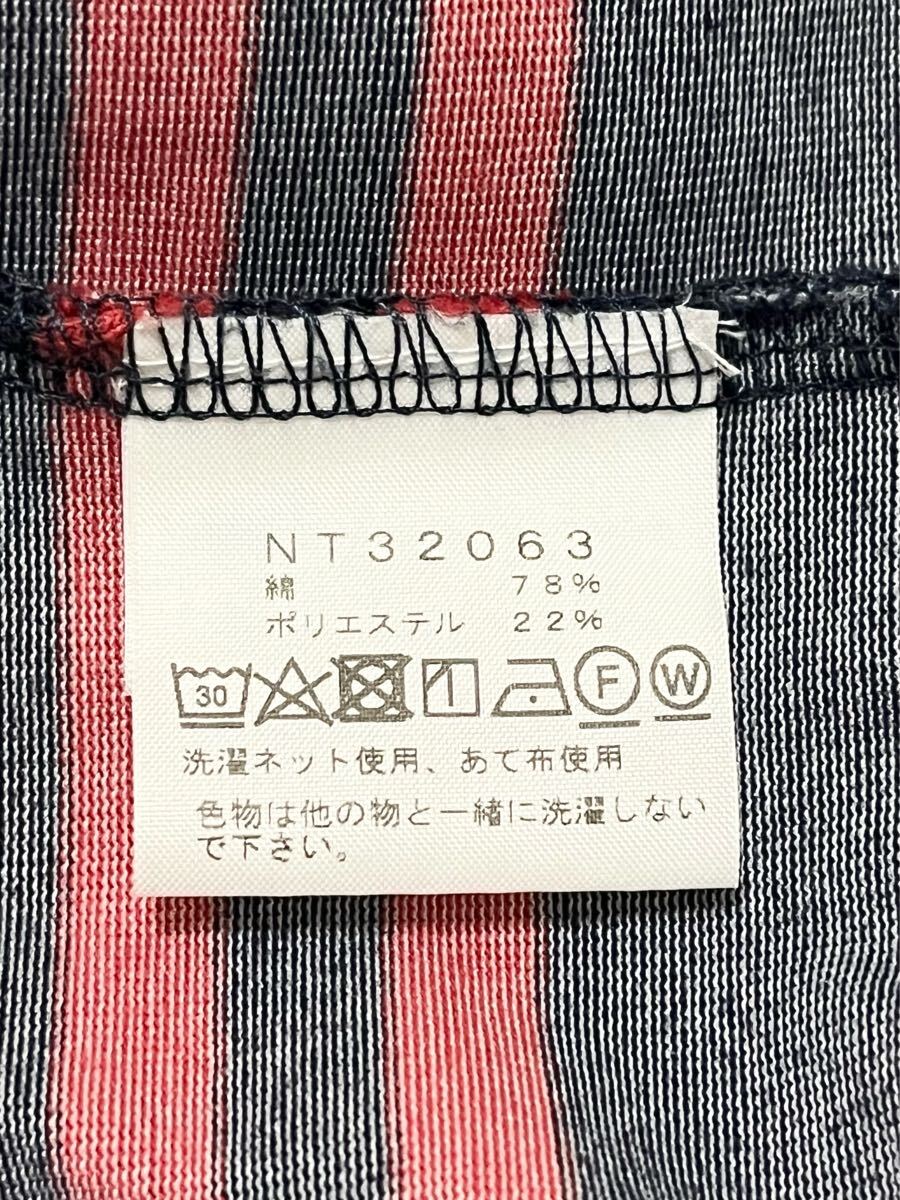 NT32063
綿 78%
ポリエステル 22%
30 F W
洗濯ネット使用、あて布使用
色物は他の物と一緒に洗濯しない
で下さい。